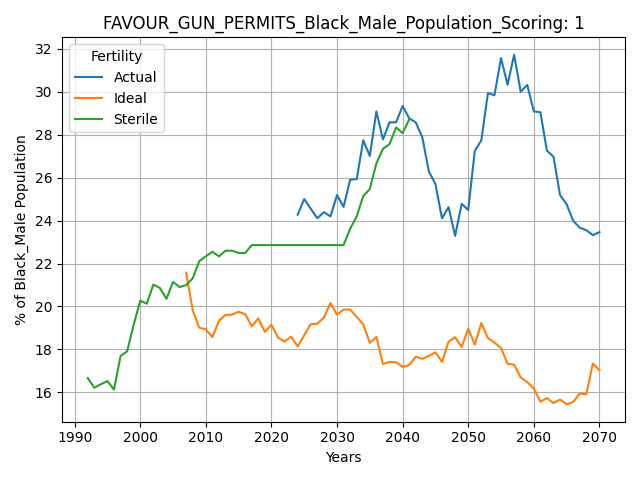 FAVOUR_GUN_PERMITS_Black_Male_Population_Scoring: 1
Fertility
Actual
Ideal
Sterile
% of Black_Male Population
32
30
28
26
24
22
20
18
16
1990 2000 2010 2020 2030 2040 2050 2060 2070
Years